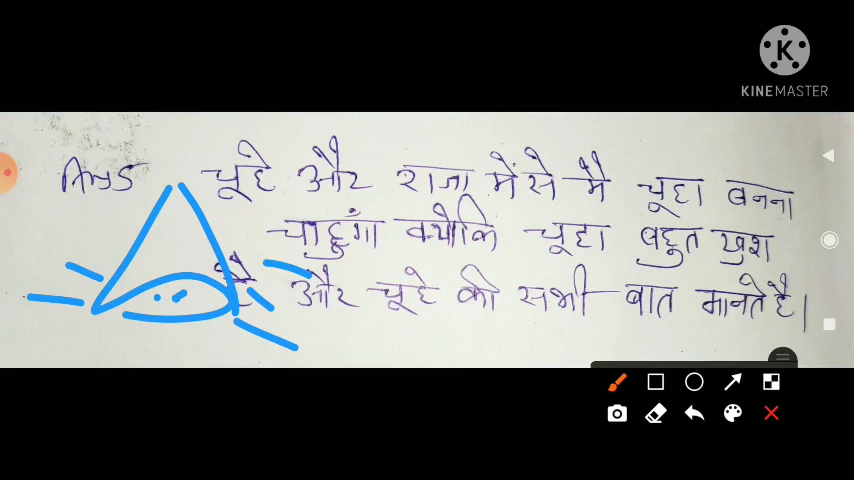 K
KINEMASTER
Ans चूहे और राजा में से मै चूहा बनना
चाहुगाँ क्योकि चूहा बहुत खुश
है और चूहे की सभी बात मानते है।